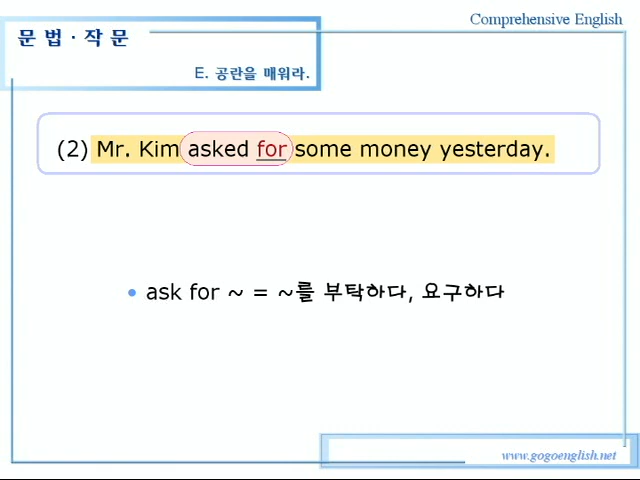 Comprehensive English
문 법 · 작 문
E. 공란을 매워라.
(2) Mr. Kim asked for some money yesterday.
• ask for ~ = ~를 부탁하다, 요구하다
www.gogoenglish.net